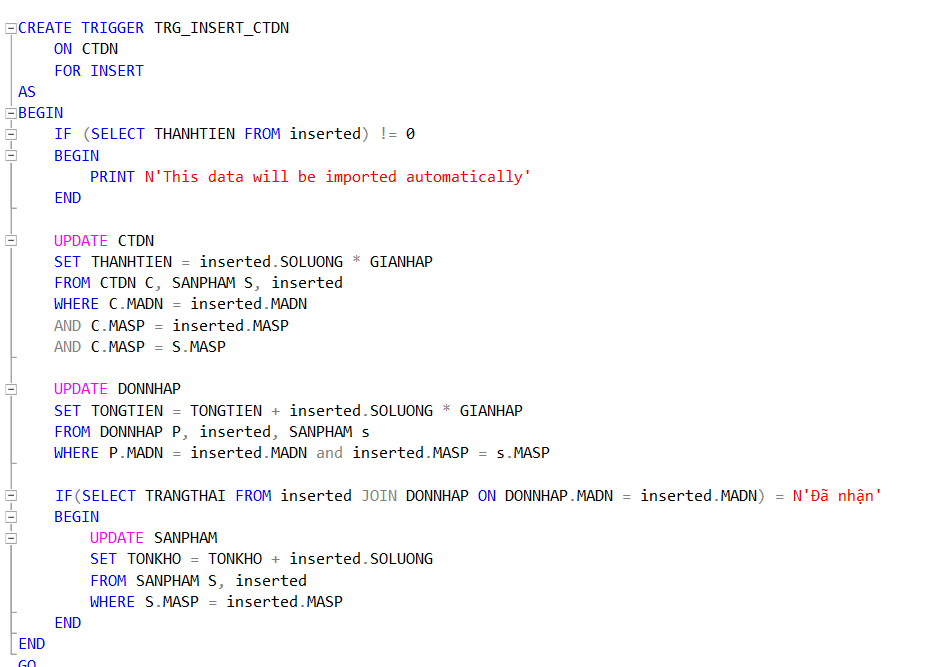 CREATE TRIGGER TRG_INSERT_CTDN
ON CTDN
FOR INSERT
AS
BEGIN
IF (SELECT THANHTIEN FROM inserted) != 0
BEGIN
PRINT N'This data will be imported automatically'
END
UPDATE CTDN
SET THANHTIEN = inserted.SOLUONG * GIANHAP
FROM CTDN C, SANPHAM S, inserted
WHERE C.MADN = inserted.MADN
AND C.MASP = inserted.MASP
AND C.MASP = S.MASP
UPDATE DONNHAP
SET TONGTIEN = TONGTIEN + inserted.SOLUONG * GIANHAP
FROM DONNHAP P, inserted, SANPHAM s
WHERE P.MADN = inserted.MADN and inserted.MASP = s.MASP
IF(SELECT TRANGTHAI FROM inserted JOIN DONNHAP ON DONNHAP.MADN = inserted.MADN) = N'Đã nhận'
BEGIN
UPDATE SANPHAM
SET TONKHO = TONKHO + inserted.SOLUONG
FROM SANPHAM S, inserted
WHERE S.MASP = inserted.MASP
END
END
GO